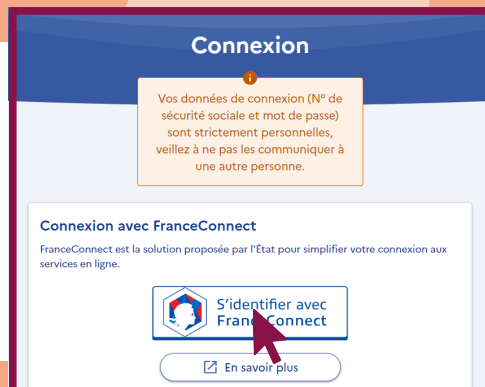 Connexion
Vos données de connexion (N° de
sécurité sociale et mot de passe)
sont strictement personnelles,
veillez à ne pas les communiquer à
une autre personne.
Connexion avec FranceConnect
FranceConnect est la solution proposée par l'État pour simplifier votre connexion aux
services en ligne.
S'identifier avec
FranceConnect
En savoir plus